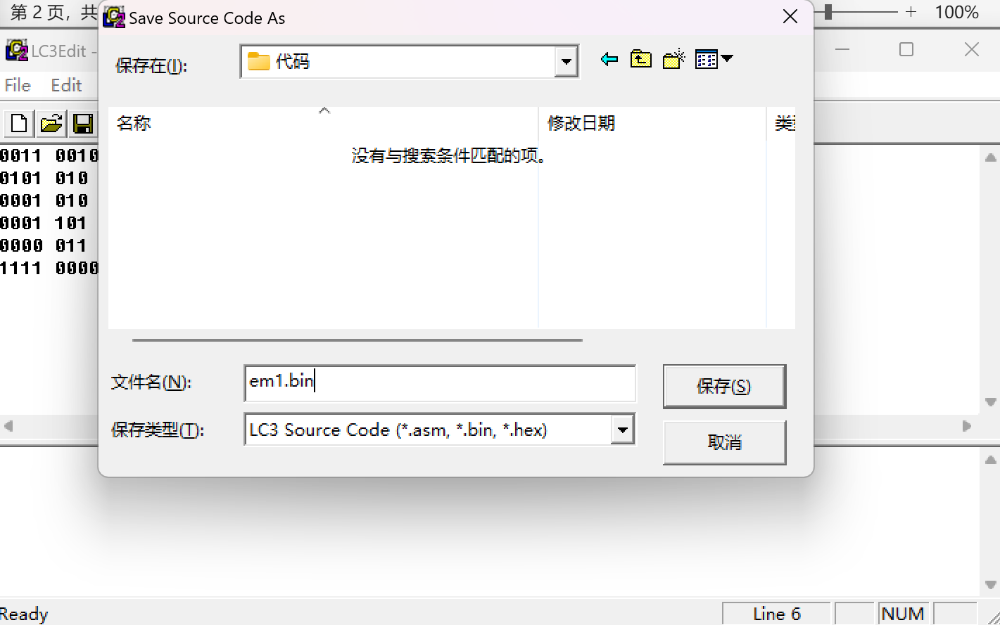 第 2 页，共
100%
Save Source Code As
LC3Edit -
File Edit
保存在(I):
代码
名称
修改日期
没有与搜索条件匹配的项。
0011 0010
0101 010
0001 010
0001 101
0000 011
1111 0000
文件名(N):
em1.bin
保存(S)
保存类型(T):
LC3 Source Code (*.asm, *.bin, *.hex)
取消
Ready
Line 6
NUM